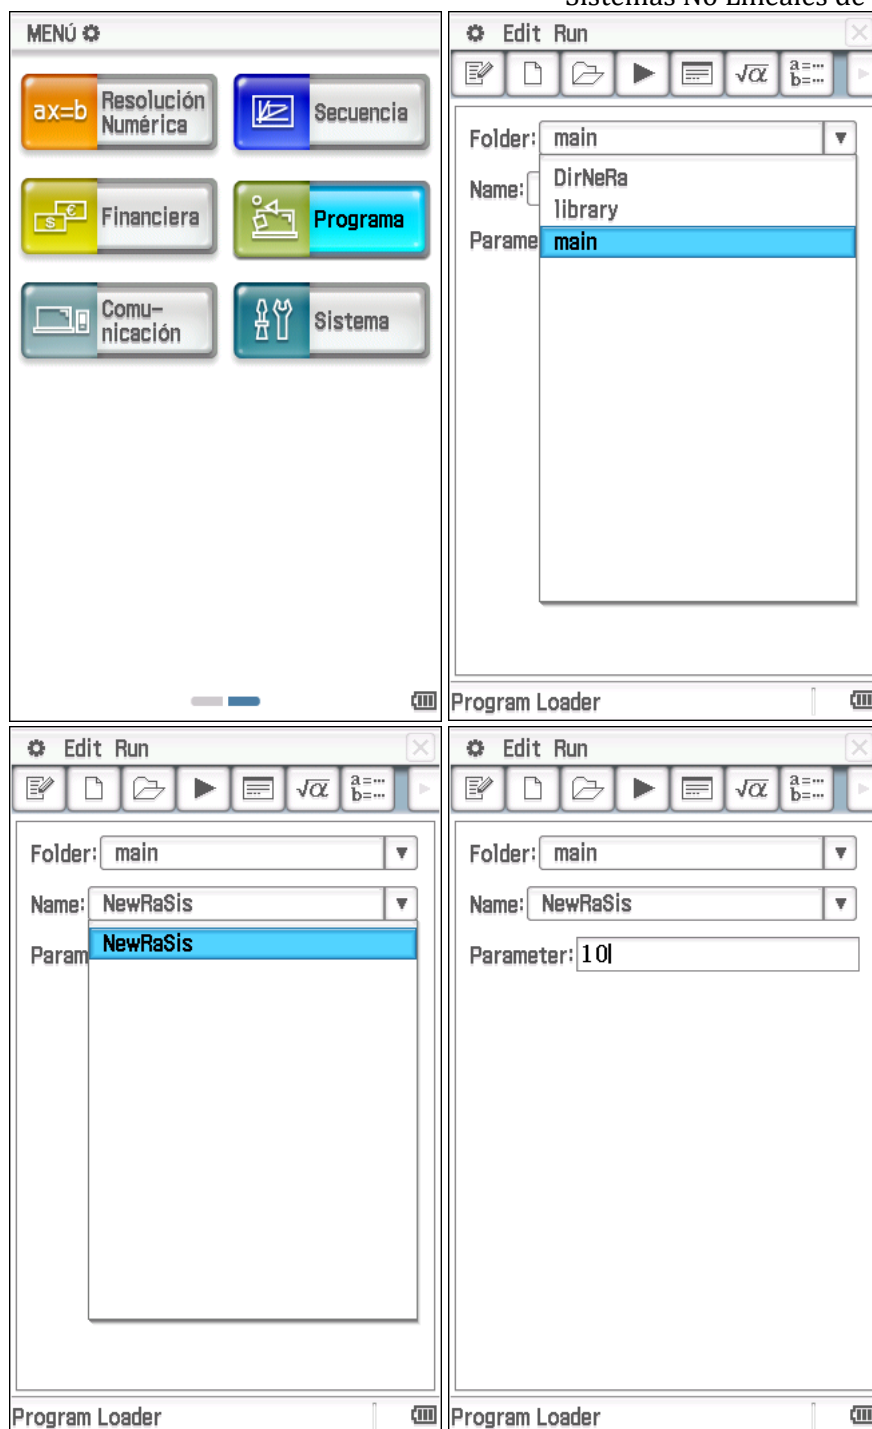 Sistemas No Lineales de
MENÚ
ax=b Resolución Numérica
Secuencia
Financiera
Programa
Comu-
nicación
Sistema
Edit Run
√α a=··· b=···
Folder: main
DirNeRa
Name:
library
Parame main
Program Loader
Edit Run
√α a=··· b=···
Folder: main
Name: NewRaSis
NewRaSis
Param
Program Loader
Edit Run
√α a=··· b=···
Folder: main
Name: NewRaSis
Parameter: 10
Program Loader